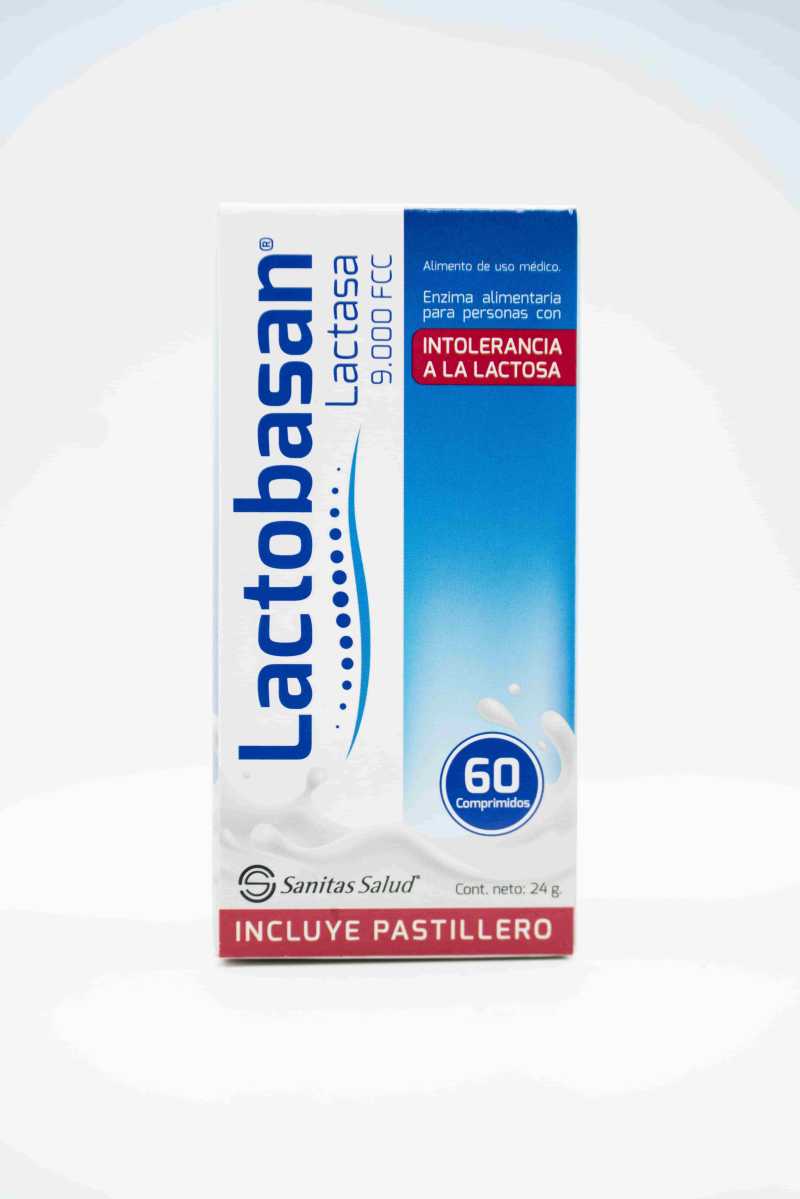 Lactobasan®
Lactasa
9.000 FCC
Alimento de uso médico.
Enzima alimentaria
para personas con
INTOLERANCIA
A LA LACTOSA
60
Comprimidos
Sanitas Salud®
Cont. neto: 24 g.
INCLUYE PASTILLERO